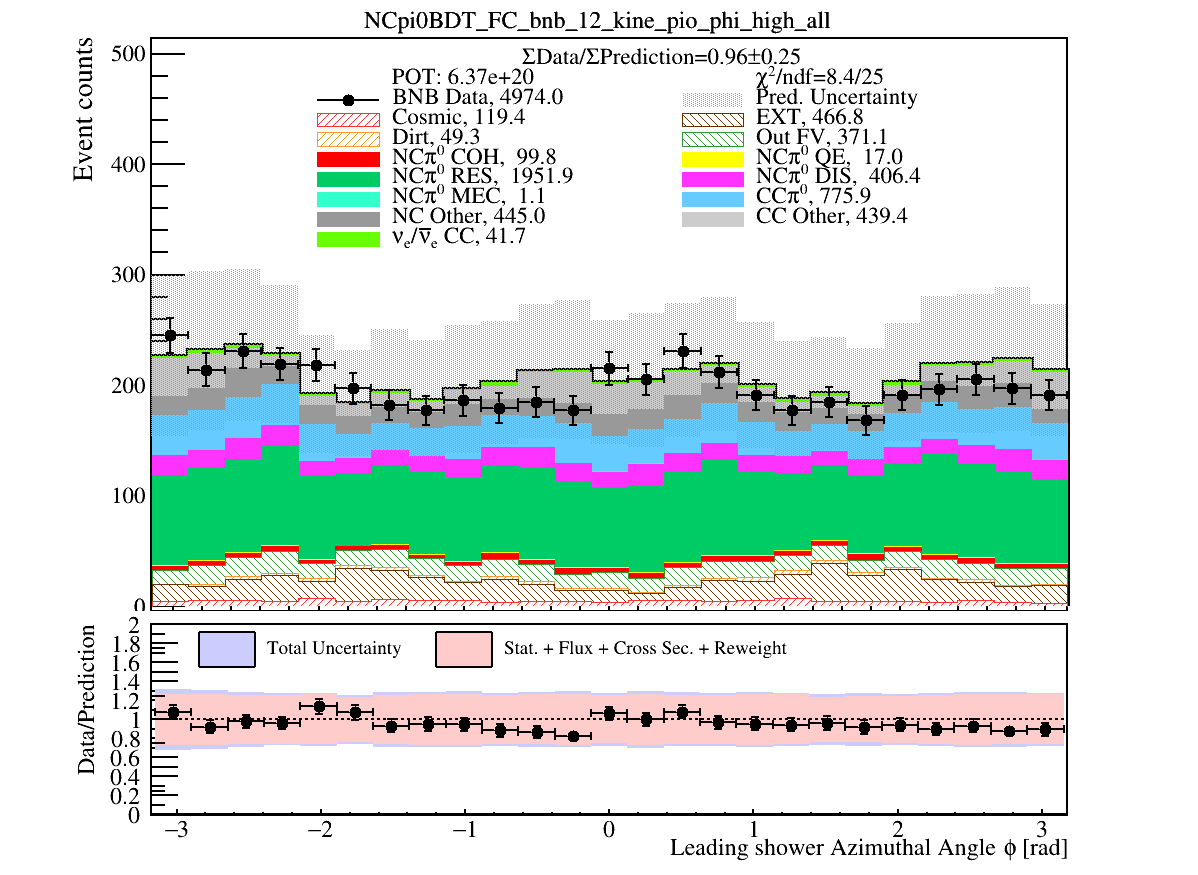 NCpi0BDT_FC_bnb_12_kine_pio_phi_high_all
ΣData/ΣPrediction=0.96±0.25
POT: 6.37e+20
χ²/ndf=8.4/25
BNB Data, 4974.0
Pred. Uncertainty
Cosmic, 119.4
EXT, 466.8
Dirt, 49.3
Out FV, 371.1
NCπ⁰ COH, 99.8
NCπ⁰ QE, 17.0
NCπ⁰ RES, 1951.9
NCπ⁰ DIS, 406.4
NCπ⁰ MEC, 1.1
CCπ⁰, 775.9
NC Other, 445.0
CC Other, 439.4
νₑ/ν̅ₑ CC, 41.7
Event counts
500
400
300
200
100
0
Total Uncertainty
Stat. + Flux + Cross Sec. + Reweight
Data/Prediction
2
1.8
1.6
1.4
1.2
1
0.8
0.6
0.4
0.2
0
−3 −2 −1 0 1 2 3
Leading shower Azimuthal Angle ϕ [rad]